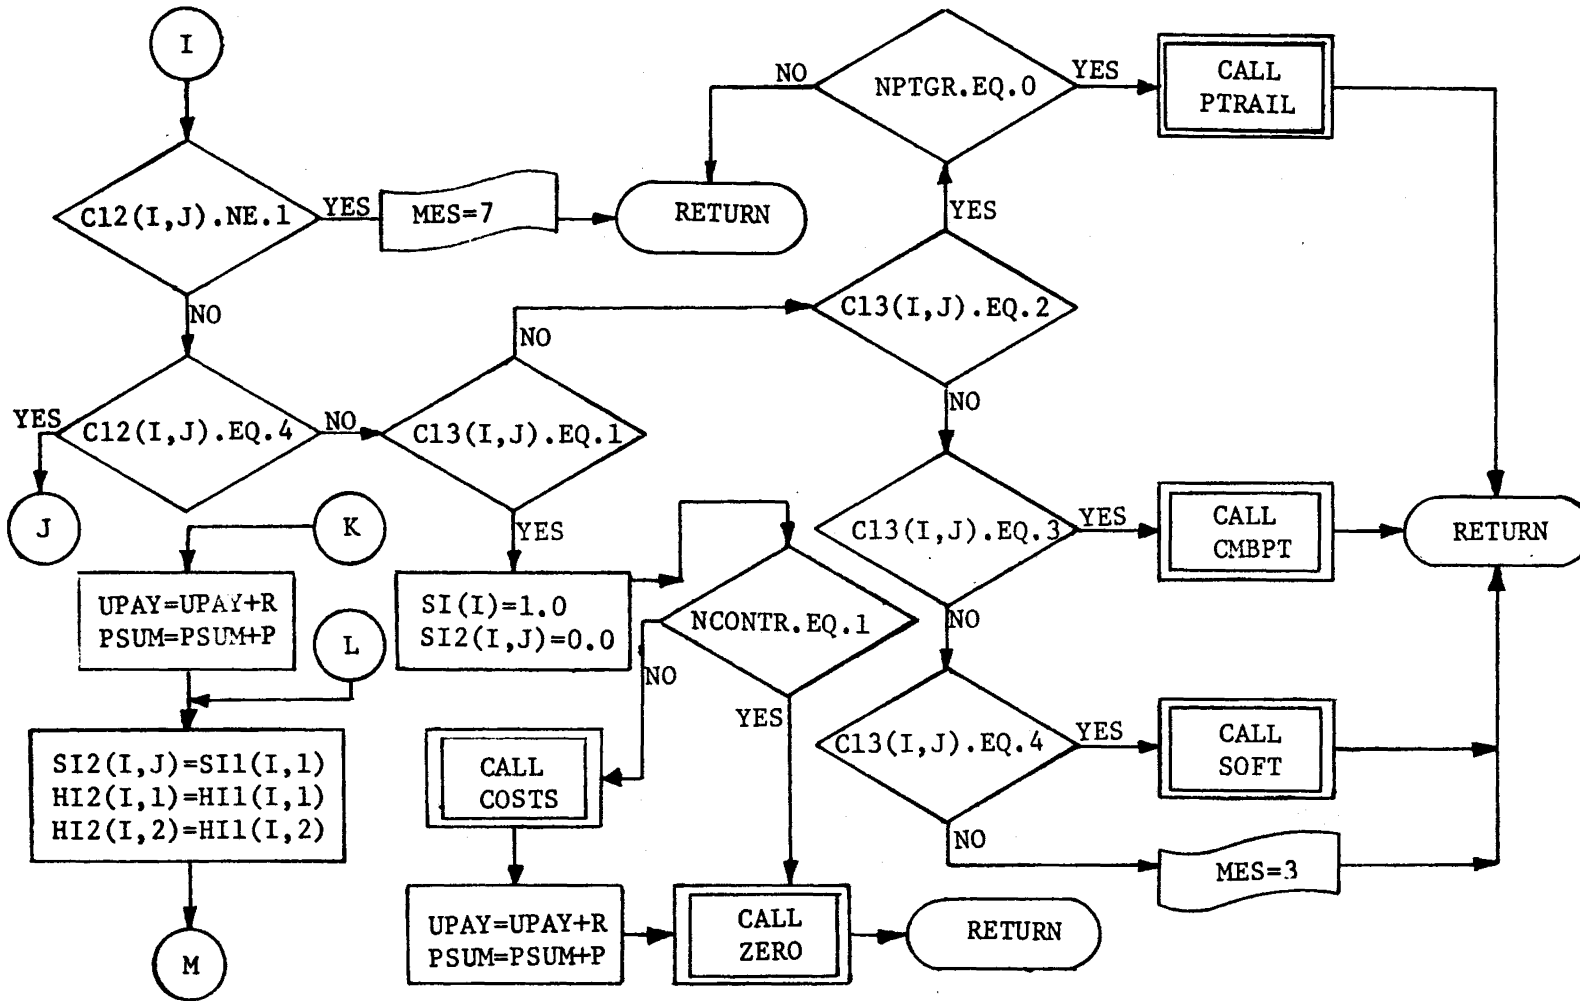 I
C12(I,J).NE.1
YES
MES=7
RETURN
NO
NPTGR.EQ.0
YES
CALL
PTRAIL
NO
YES
C13(I,J).EQ.2
NO
C12(I,J).EQ.4
YES
J
NO
C13(I,J).EQ.1
NO
YES
K
UPAY=UPAY+R
PSUM=PSUM+P
L
SI2(I,J)=SI1(I,1)
HI2(I,1)=HI1(I,1)
HI2(I,2)=HI1(I,2)
M
SI(I)=1.0
SI2(I,J)=0.0
NCONTR.EQ.1
NO
YES
CALL
COSTS
UPAY=UPAY+R
PSUM=PSUM+P
CALL
ZERO
RETURN
C13(I,J).EQ.3
YES
CALL
CMBPT
RETURN
NO
C13(I,J).EQ.4
YES
CALL
SOFT
NO
MES=3